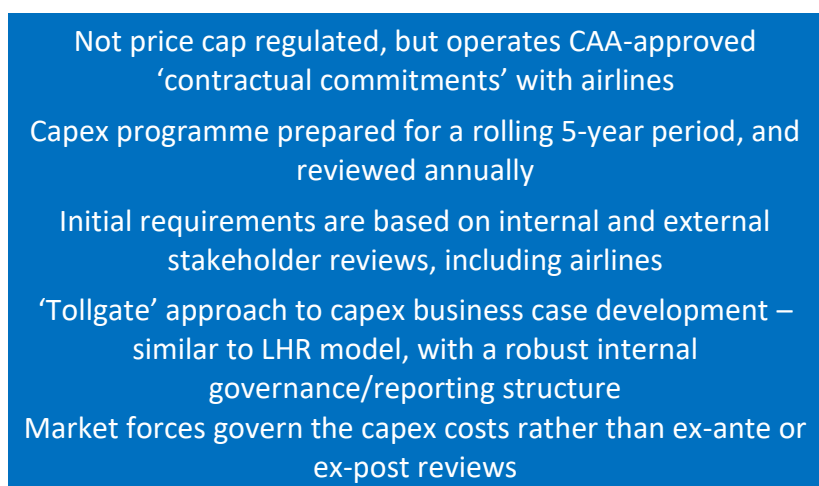 Not price cap regulated, but operates CAA-approved
‘contractual commitments’ with airlines
Capex programme prepared for a rolling 5-year period, and
reviewed annually
Initial requirements are based on internal and external
stakeholder reviews, including airlines
‘Tollgate’ approach to capex business case development –
similar to LHR model, with a robust internal
governance/reporting structure
Market forces govern the capex costs rather than ex-ante or
ex-post reviews